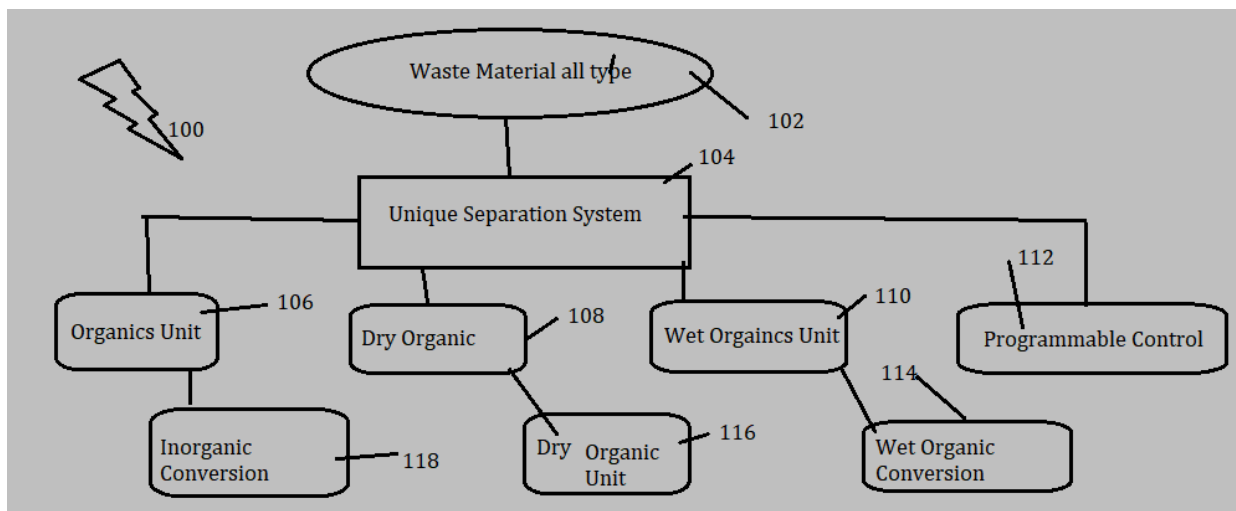 Waste Material all type
100
102
104
Unique Separation System
112
106
110
108
Organics Unit
Dry Organic
Wet Orgaincs Unit
Programmable Control
114
116
Inorganic
Conversion
118
Dry Organic
Unit
Wet Organic
Conversion